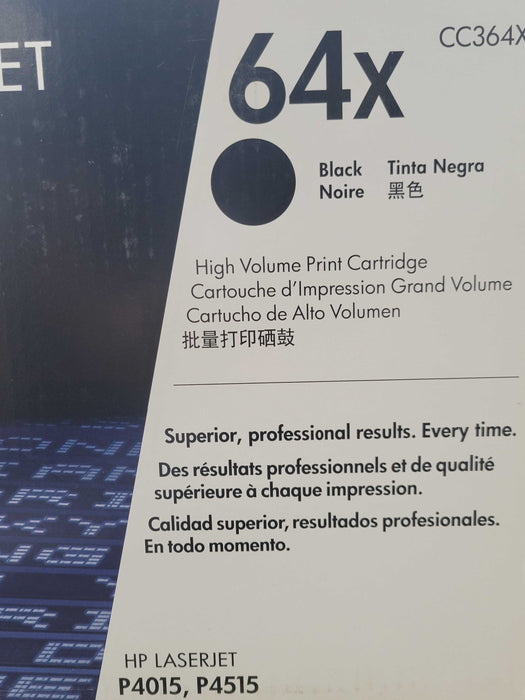 ET
CC364X
64x
Black Tinta Negra
Noire 黑色
High Volume Print Cartridge
Cartouche d'Impression Grand Volume
Cartucho de Alto Volumen
批量打印硒鼓
Superior, professional results. Every time.
Des résultats professionnels et de qualité
supérieure à chaque impression.
Calidad superior, resultados profesionales.
En todo momento.
HP LASERJET
P4015, P4515